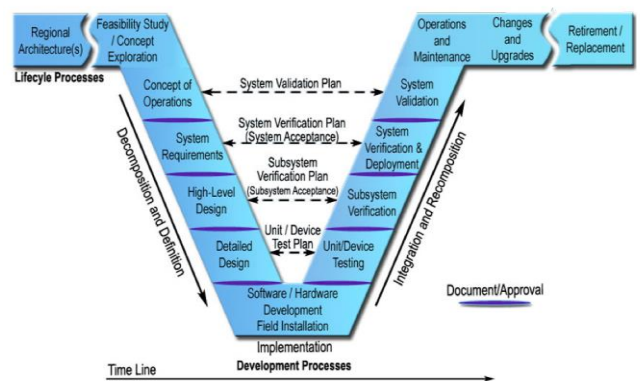 Regional
Architecture(s)
Feasibility Study
/ Concept
Exploration
Operations
and
Maintenance
Changes
and
Upgrades
Retirement /
Replacement
Lifecyle Processes
Concept of
Operations
System Validation Plan
System
Validation
System
Requirements
System Verification Plan
(System Acceptance)
System
Verification &
Deployment
High-Level
Design
Subsystem
Verification Plan
(Subsystem Acceptance)
Subsystem
Verification
Detailed
Design
Unit / Device
Test Plan
Unit/Device
Testing
Decomposition and Definition
Integration and Recomposition
Software / Hardware
Development
Field Installation
Document/Approval
Implementation
Development Processes
Time Line